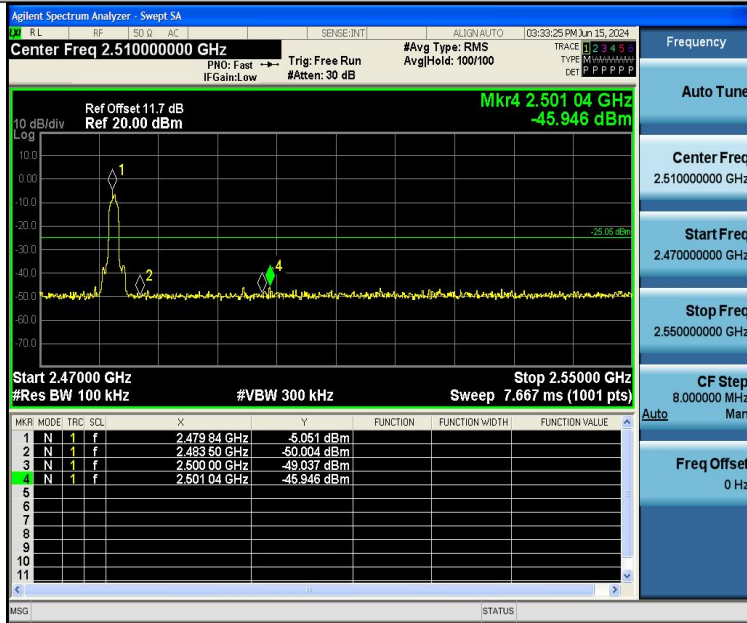 Agilent Spectrum Analyzer - Swept SA
LXI RL RF 50 Ω AC SENSE:INT ALIGN AUTO 03:33:25 PM Jun 15, 2024
Center Freq 2.510000000 GHz #Avg Type: RMS TRACE 1 2 3 4 5 6
PNO: Fast Trig: Free Run Avg|Hold: 100/100 TYPE M
IFGain:Low #Atten: 30 dB DET P P P P P P
Mkr4 2.501 04 GHz
-45.946 dBm
Ref Offset 11.7 dB
10 dB/div Ref 20.00 dBm
Log
10.0
0.00
-10.0
-20.0
-30.0
-40.0
-50.0
-60.0
-70.0
1
2
4
-25.05 dBm
Start 2.47000 GHz Stop 2.55000 GHz
#Res BW 100 kHz #VBW 300 kHz Sweep 7.667 ms (1001 pts)
MKR MODE TRC SCL X Y FUNCTION FUNCTION WIDTH FUNCTION VALUE
1 N 1 f 2.479 84 GHz -5.051 dBm
2 N 1 f 2.483 50 GHz -50.004 dBm
3 N 1 f 2.500 00 GHz -49.037 dBm
4 N 1 f 2.501 04 GHz -45.946 dBm
5
6
7
8
9
10
11
MSG STATUS
Frequency
Auto Tune
Center Freq
2.510000000 GHz
Start Freq
2.470000000 GHz
Stop Freq
2.550000000 GHz
CF Step
8.000000 MHz
Auto Man
Freq Offset
0 Hz